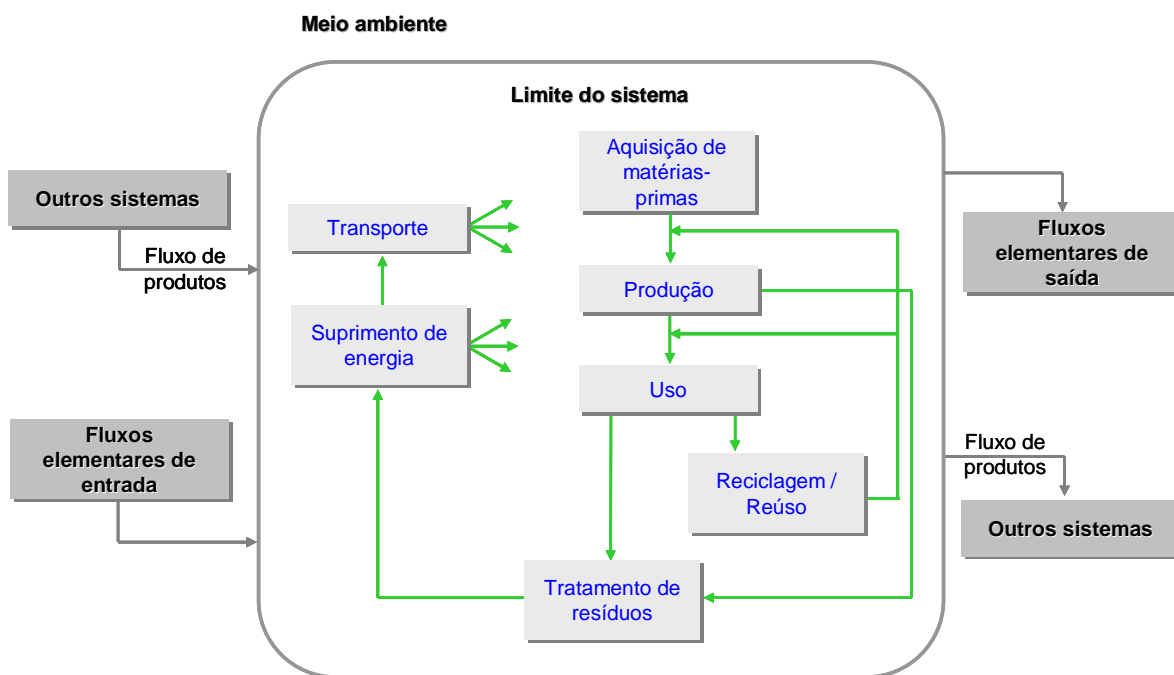 Meio ambiente
Limite do sistema
Outros sistemas
Fluxo de
produtos
Fluxos
elementares de
entrada
Transporte
Suprimento de
energia
Aquisição de
matérias-
primas
Produção
Uso
Reciclagem /
Reúso
Tratamento de
resíduos
Fluxos
elementares de
saída
Fluxo de
produtos
Outros sistemas